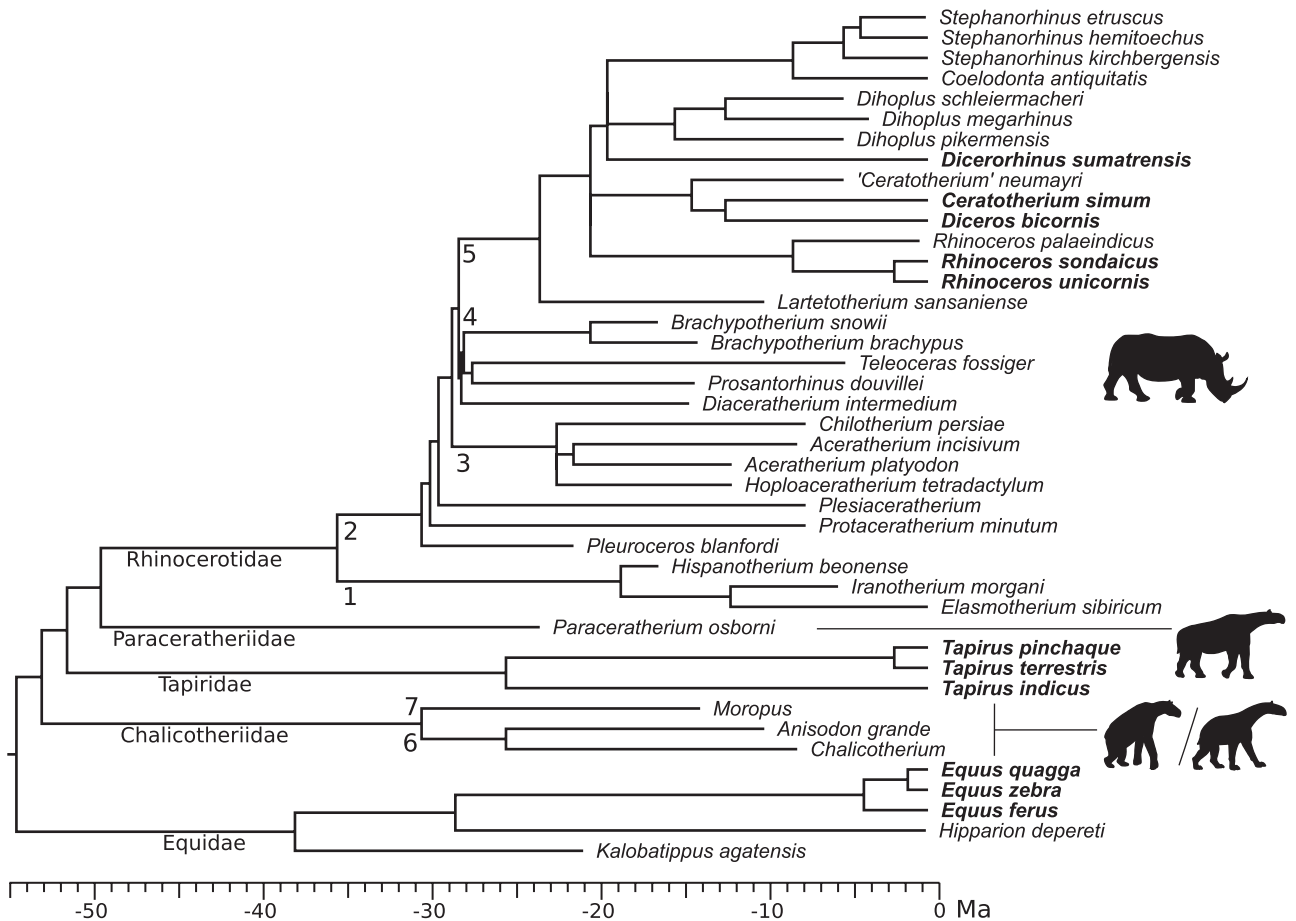 Stephanorhinus etruscus
Stephanorhinus hemitoechus
Stephanorhinus kirchbergensis
Coelodonta antiquitatis
Dihoplus schleiermacheri
Dihoplus megarhinus
Dihoplus pikermensis
Dicerorhinus sumatrensis
'Ceratotherium' neumayri
Ceratotherium simum
Diceros bicornis
Rhinoceros palaeindicus
5
Rhinoceros sondaicus
Rhinoceros unicornis
Lartetotherium sansaniense
4
Brachypotherium snowii
Brachypotherium brachypus
Teleoceras fossiger
Prosantorhinus douvillei
Diaceratherium intermedium
Chilotherium persiae
Aceratherium incisivum
3
Aceratherium platyodon
Hoploaceratherium tetradactylum
Plesiaceratherium
Protaceratherium minutum
2
Pleuroceros blanfordi
Rhinocerotidae
Hispanotherium beonense
Iranotherium morgani
1
Elasmotherium sibiricum
Paraceratherium osborni
Paraceratheriidae
Tapirus pinchaque
Tapirus terrestris
Tapiridae
Tapirus indicus
7
Moropus
Anisodon grande
Chalicotheriidae
6
Chalicotherium
Equus quagga
Equus zebra
Equus ferus
Hipparion depereti
Equidae
Kalobatippus agatensis
-50 -40 -30 -20 -10 0 Ma